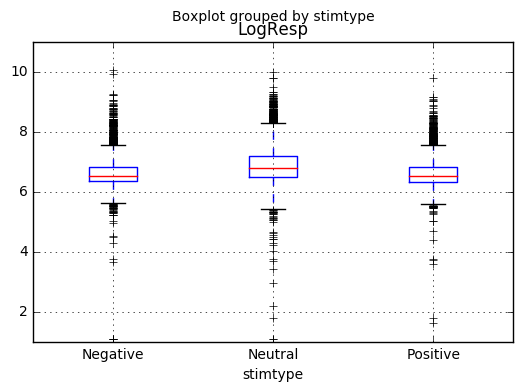 Boxplot grouped by stimtype
LogResp
10
8
6
4
2
Negative Neutral Positive
stimtype